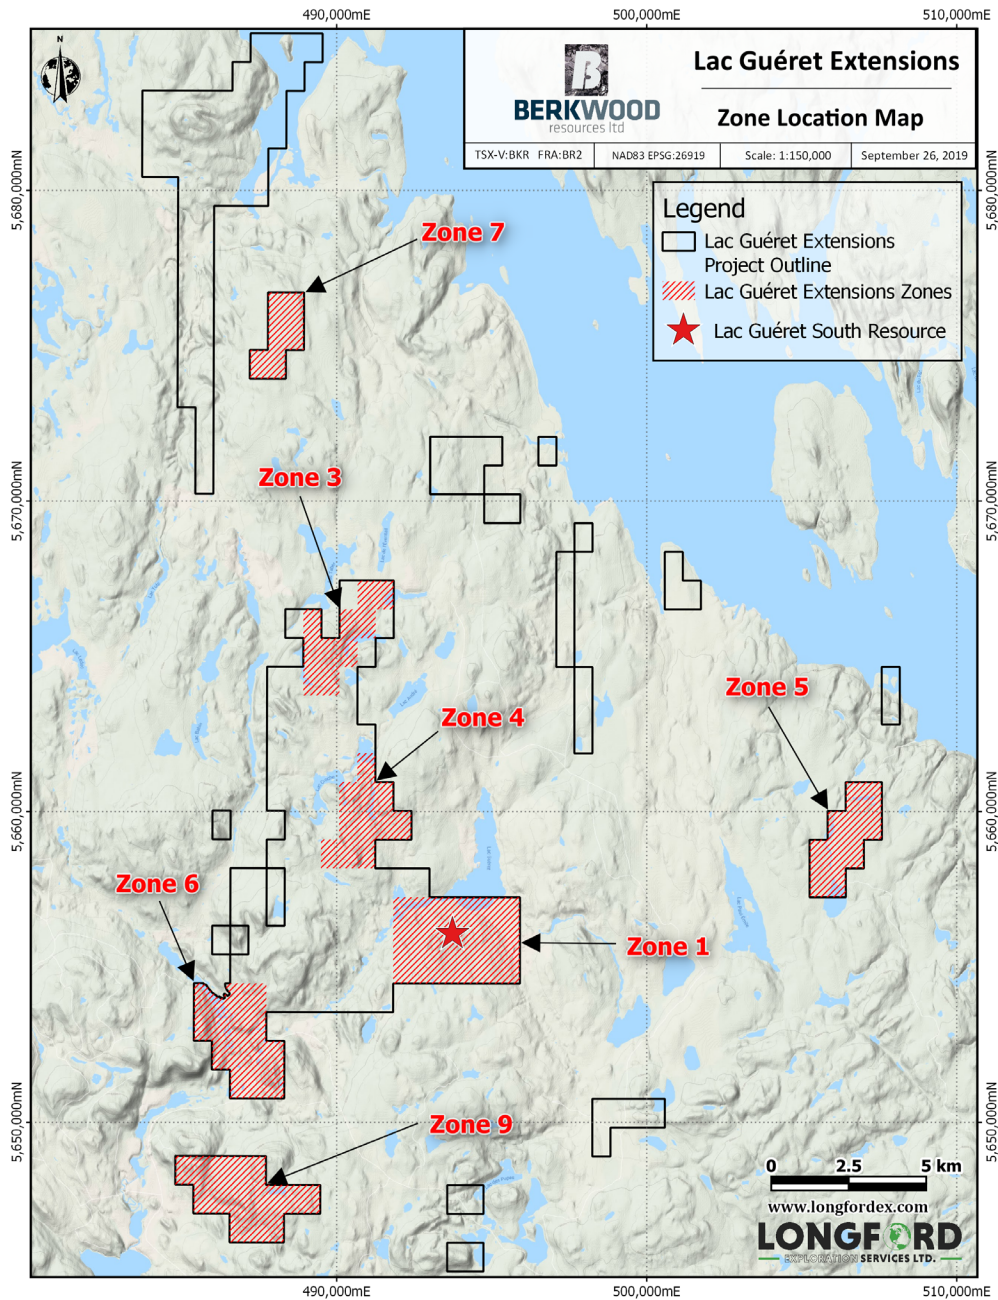 490,000mE
500,000mE
510,000mE
N
B
BERKWOOD
resources ltd
Lac Guéret Extensions
Zone Location Map
TSX-V:BKR FRA:BR2
NAD83 EPSG:26919
Scale: 1:150,000
September 26, 2019
5,680,000mN
5,680,000mN
Legend
Lac Guéret Extensions
Project Outline
Lac Guéret Extensions Zones
Lac Guéret South Resource
Zone 7
Zone 3
5,670,000mN
5,670,000mN
Zone 5
Zone 4
5,660,000mN
5,660,000mN
Zone 6
Zone 1
5,650,000mN
5,650,000mN
Zone 9
0 2.5 5 km
www.longfordex.com
LONGFORD
EXPLORATION SERVICES LTD.
490,000mE
500,000mE
510,000mE